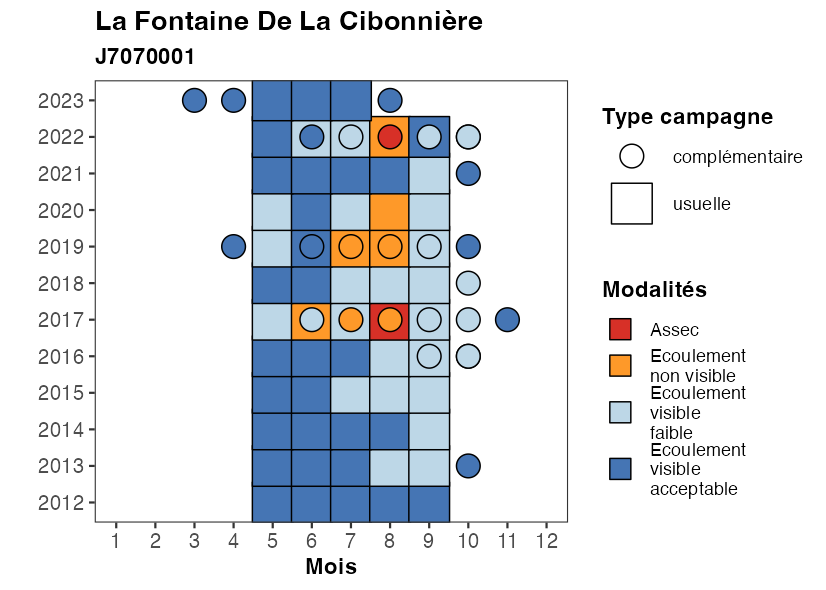 La Fontaine De La Cibonnière
J7070001
2023
2022
2021
2020
2019
2018
2017
2016
2015
2014
2013
2012
1 2 3 4 5 6 7 8 9 10 11 12
Mois
Type campagne
complémentaire
usuelle
Modalités
Assec
Ecoulement
non visible
Ecoulement
visible
faible
Ecoulement
visible
acceptable